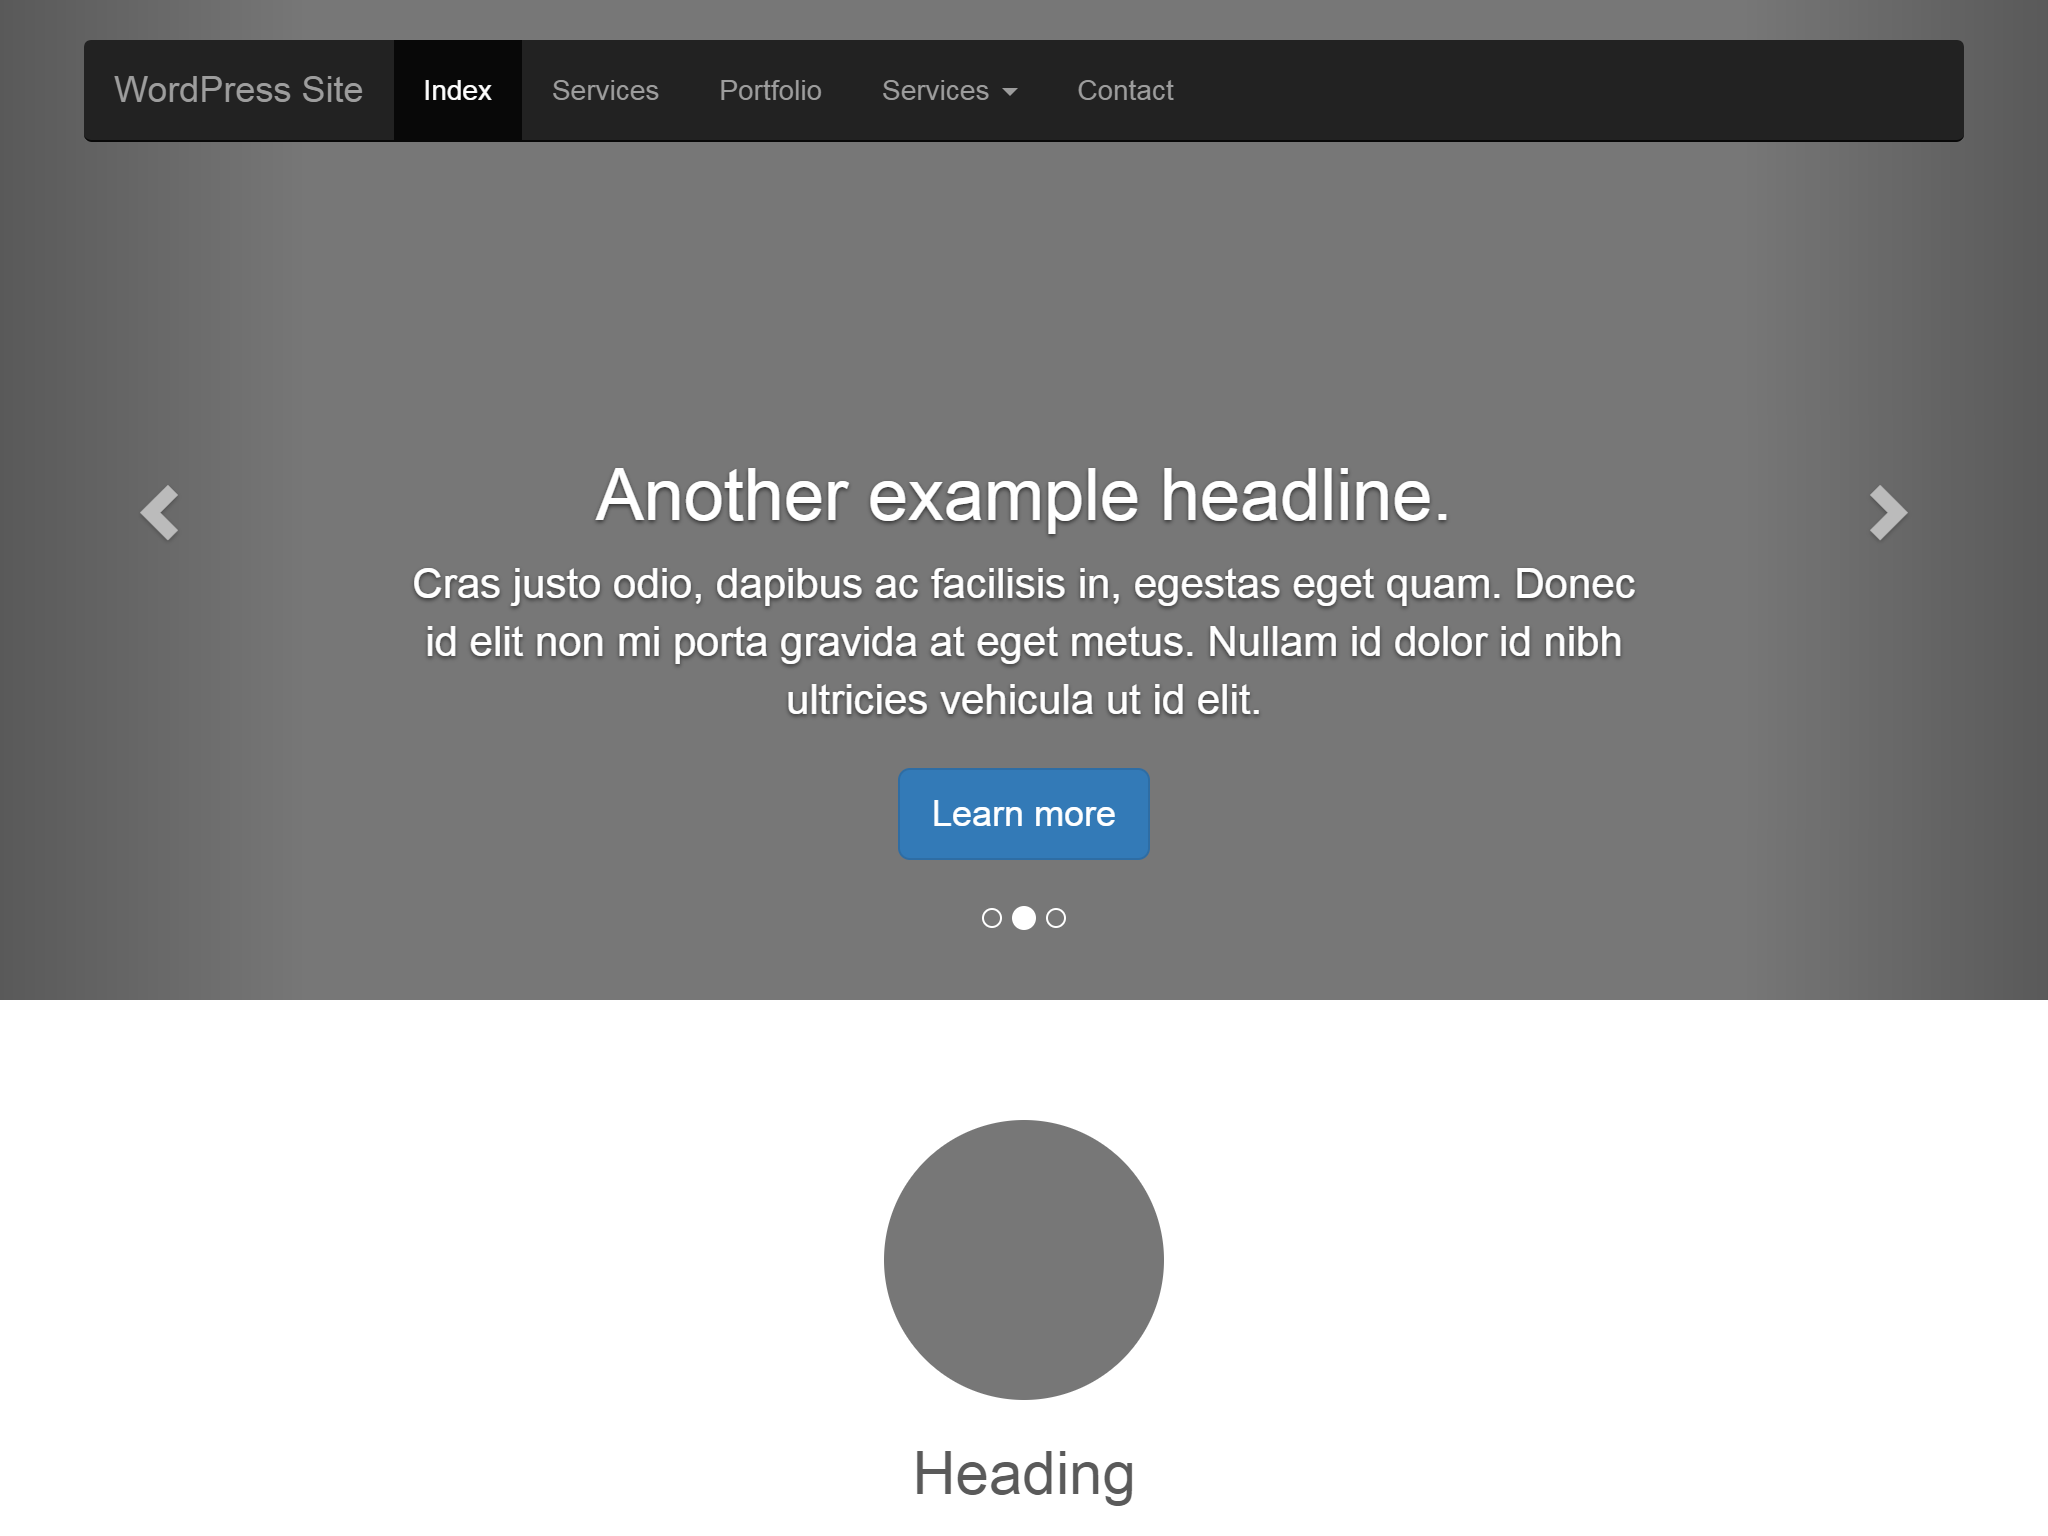 WordPress Site Index Services Portfolio Services Contact
Another example headline.
Cras justo odio, dapibus ac facilisis in, egestas eget quam. Donec
id elit non mi porta gravida at eget metus. Nullam id dolor id nibh
ultricies vehicula ut id elit.
Learn more
Heading